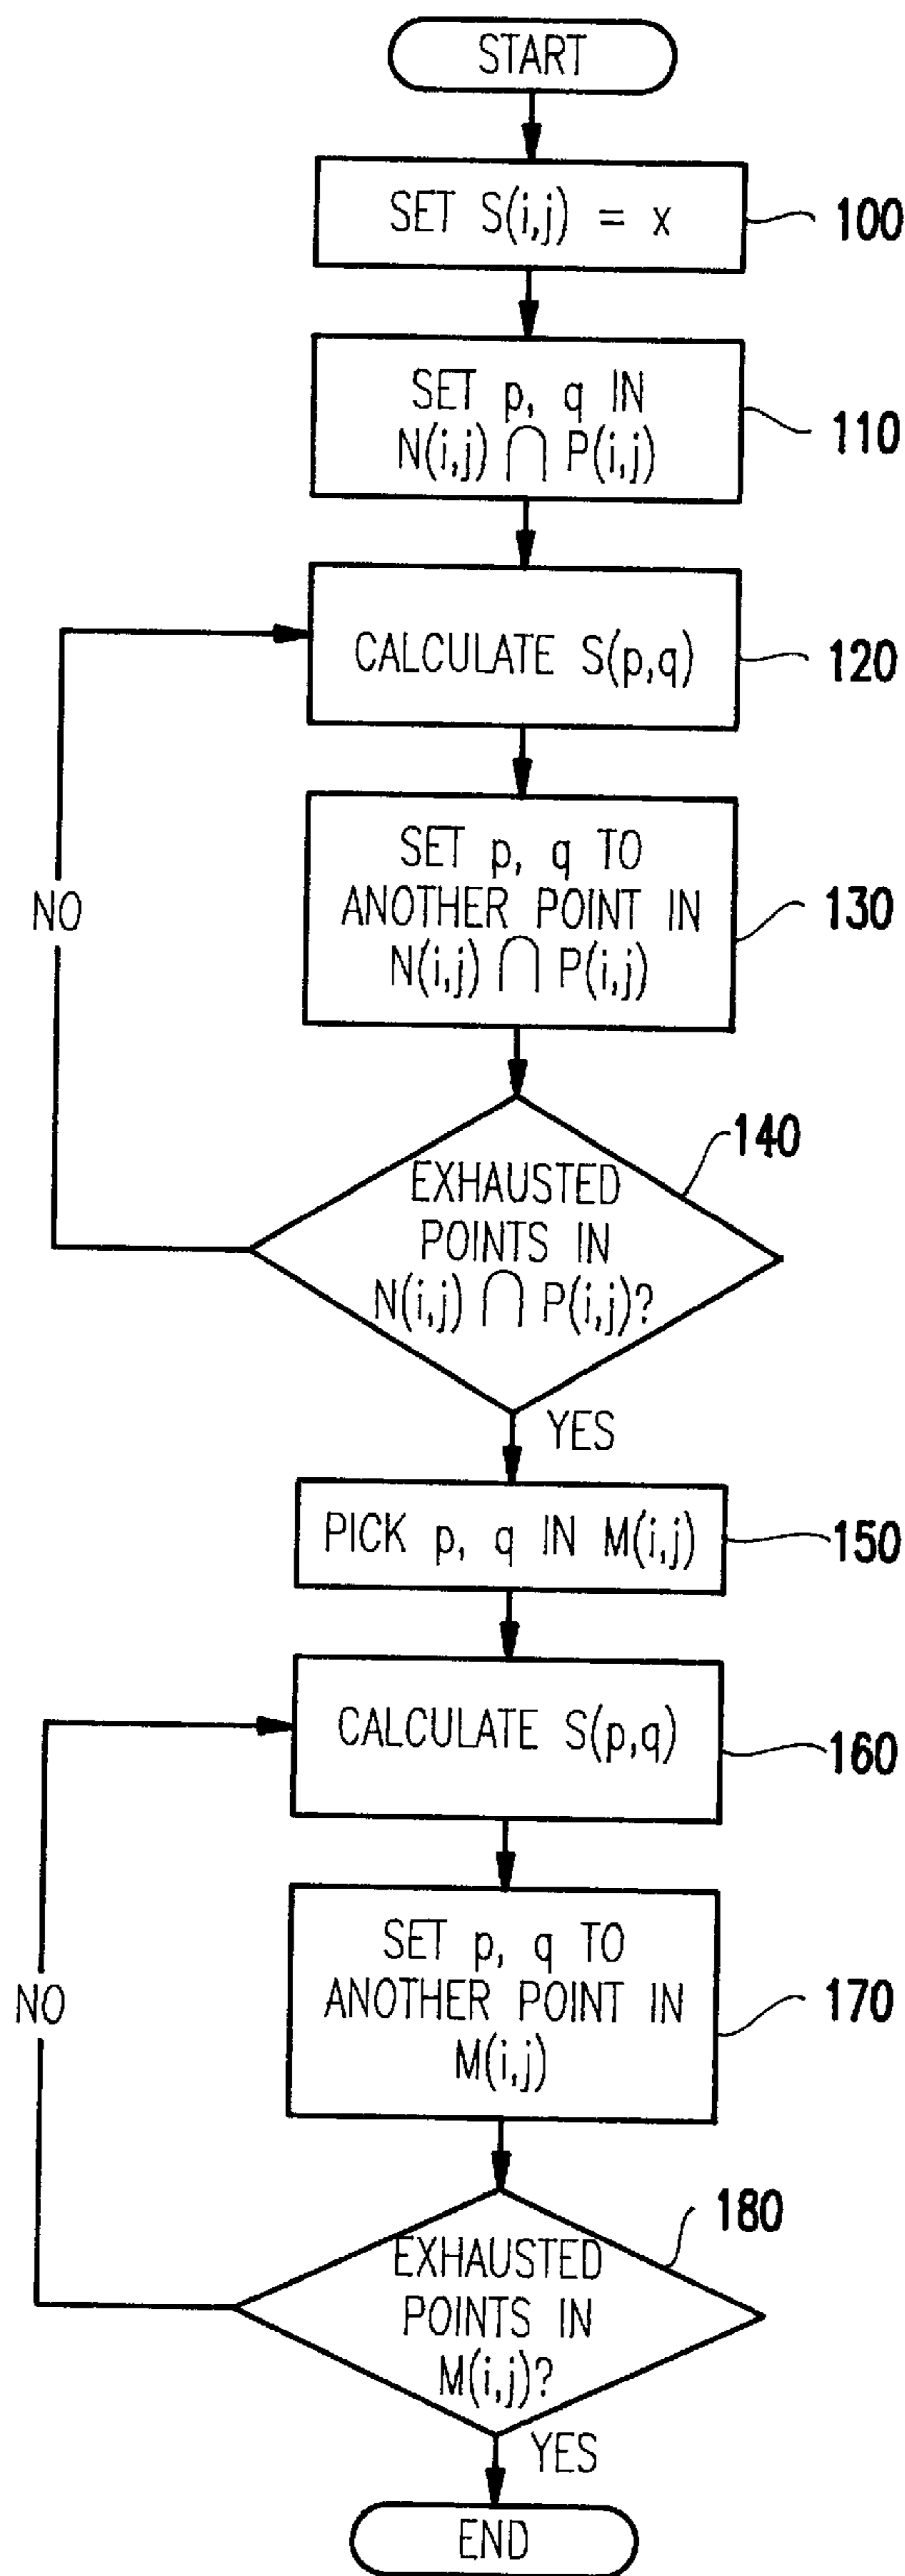 START
SET S(i,j) = x
100
SET p, q IN
N(i,j) ⋂ P(i,j)
110
CALCULATE S(p,q)
120
SET p, q TO
ANOTHER POINT IN
N(i,j) ⋂ P(i,j)
130
NO
140
EXHAUSTED
POINTS IN
N(i,j) ⋂ P(i,j)?
YES
PICK p, q IN M(i,j)
150
CALCULATE S(p,q)
160
SET p, q TO
ANOTHER POINT IN
M(i,j)
170
NO
180
EXHAUSTED
POINTS IN
M(i,j)?
YES
END